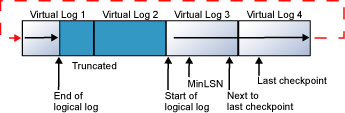 Virtual Log 1 Virtual Log 2 Virtual Log 3 Virtual Log 4
Truncated
End of
logical log
Start of
logical log
MinLSN
Next to
last checkpoint
Last checkpoint